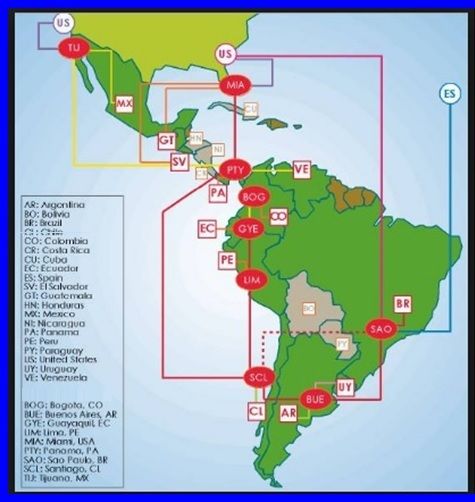 US
TIJ
US
MIA
ES
MX
CU
GT
HN
NI
SV
CR
PTY
VE
PA
BOG
CO
EC
GYE
PE
LIM
BO
BR
SAO
PY
SCL
UY
BUE
CL
AR
AR: Argentina
BO: Bolivia
BR: Brazil
CL: Chile
CO: Colombia
CR: Costa Rica
CU: Cuba
EC: Ecuador
ES: Spain
SV: El Salvador
GT: Guatemala
HN: Honduras
MX: Mexico
NI: Nicaragua
PA: Panama
PE: Peru
PY: Paraguay
US: United States
UY: Uruguay
VE: Venezuela
BOG: Bogota, CO
BUE: Buenos Aires, AR
GYE: Guayaquil, EC
LIM: Lima, PE
MIA: Miami, USA
PTY: Panama, PA
SAO: Sao Paulo, BR
SCL: Santiago, CL
TIJ: Tijuana, MX